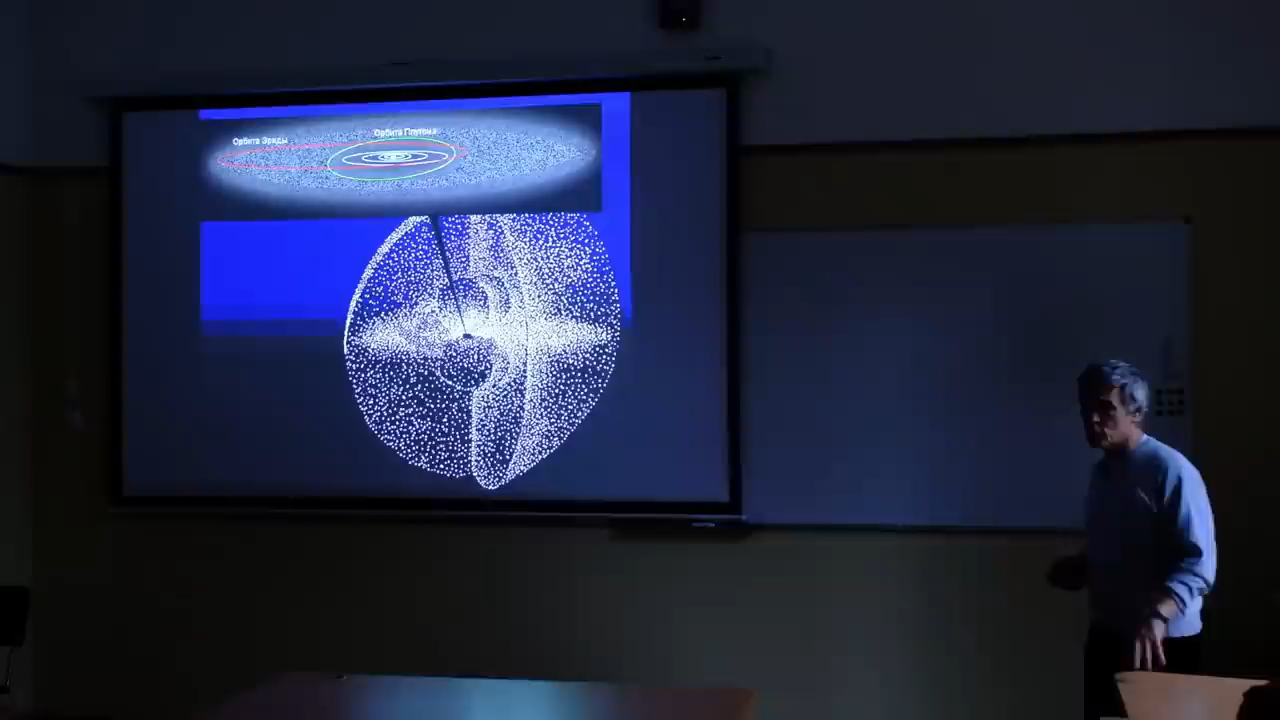 Орбита Плутона
Орбита Эриды